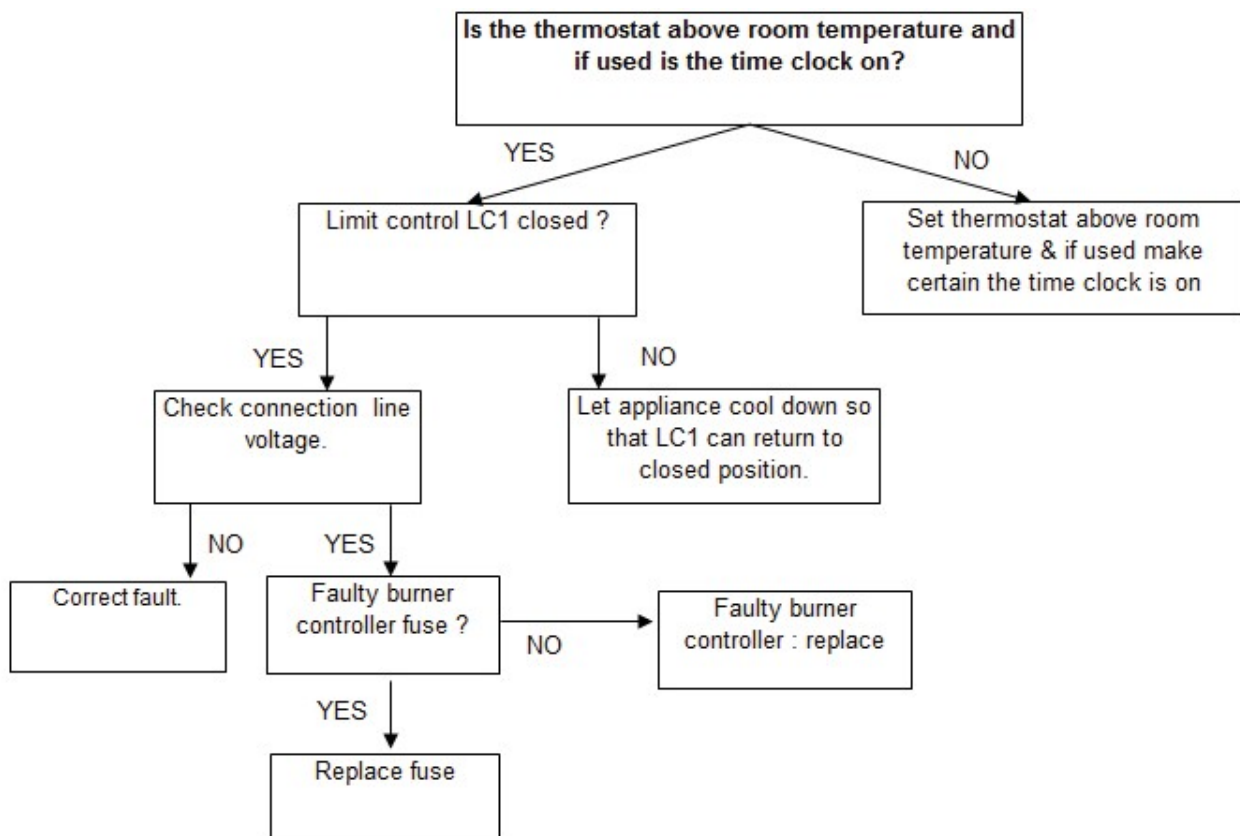 Is the thermostat above room temperature and
if used is the time clock on?
YES
NO
Limit control LC1 closed ?
Set thermostat above room
temperature & if used make
certain the time clock is on
YES
NO
Check connection line
voltage.
Let appliance cool down so
that LC1 can return to
closed position.
NO
YES
Correct fault.
Faulty burner
controller fuse ?
NO
Faulty burner
controller : replace
YES
Replace fuse